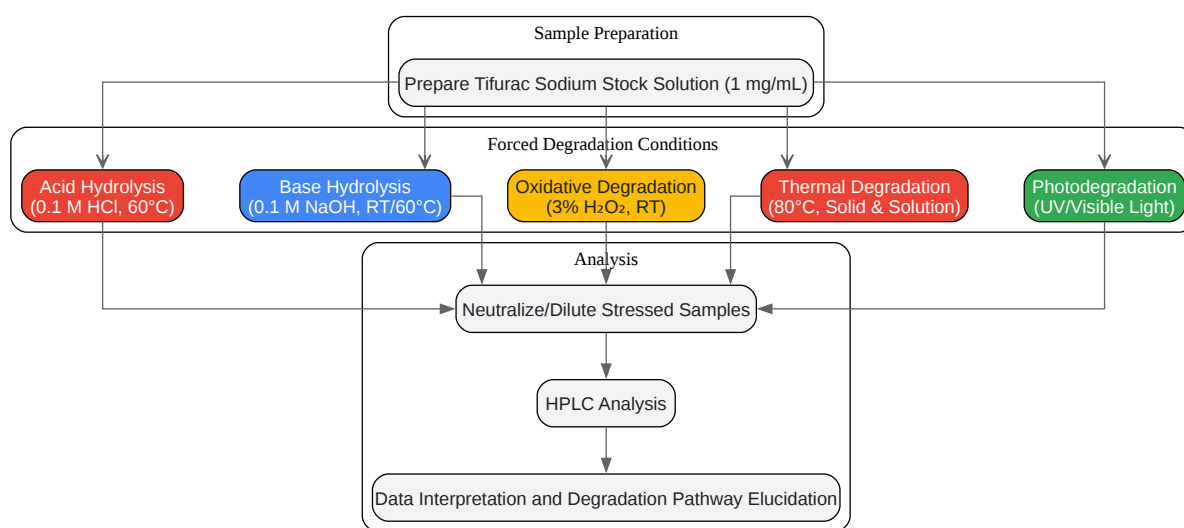 Sample Preparation
Prepare Tifurac Sodium Stock Solution (1 mg/mL)
Forced Degradation Conditions
Acid Hydrolysis
(0.1 M HCl, 60°C)
Base Hydrolysis
(0.1 M NaOH, RT/60°C)
Oxidative Degradation
(3% H₂O₂, RT)
Thermal Degradation
(80°C, Solid & Solution)
Photodegradation
(UV/Visible Light)
Analysis
Neutralize/Dilute Stressed Samples
HPLC Analysis
Data Interpretation and Degradation Pathway Elucidation